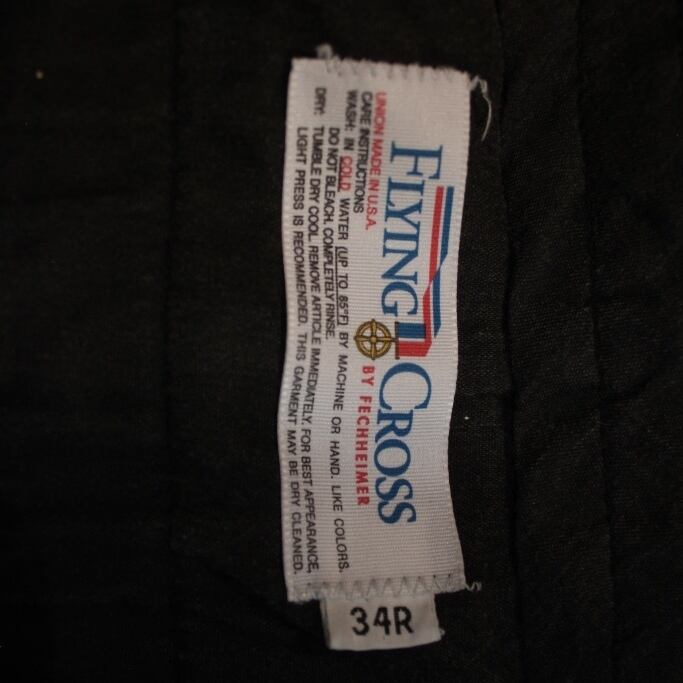 FLYING CROSS
BY FECHHEIMER
UNION MADE IN U.S.A.
CARE INSTRUCTIONS
WASH: IN COLD WATER (UP TO 85°F) BY MACHINE OR HAND. LIKE COLORS.
DO NOT BLEACH. COMPLETELY RINSE.
DRY: TUMBLE DRY COOL. REMOVE ARTICLE IMMEDIATELY. FOR BEST APPEARANCE,
LIGHT PRESS IS RECOMMENDED. THIS GARMENT MAY BE DRY CLEANED.
34R